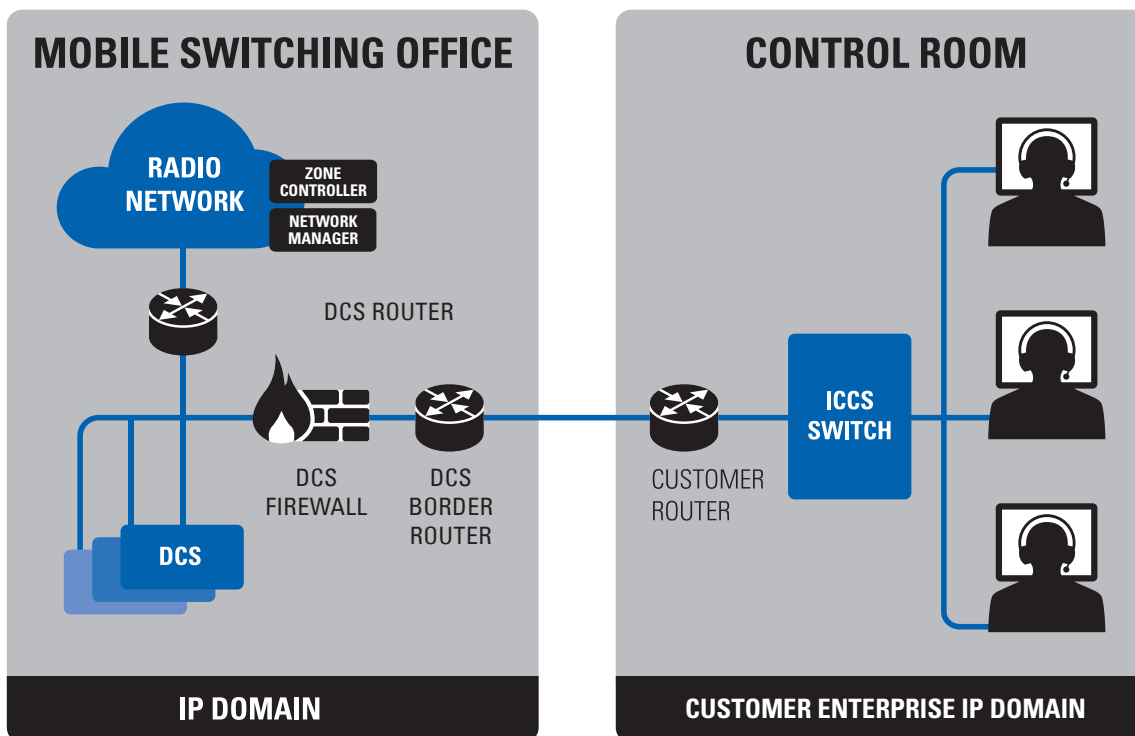 MOBILE SWITCHING OFFICE
RADIO
NETWORK
ZONE
CONTROLLER
NETWORK
MANAGER
DCS ROUTER
DCS
FIREWALL
DCS
BORDER
ROUTER
DCS
IP DOMAIN
CONTROL ROOM
CUSTOMER
ROUTER
ICCS
SWITCH
CUSTOMER ENTERPRISE IP DOMAIN